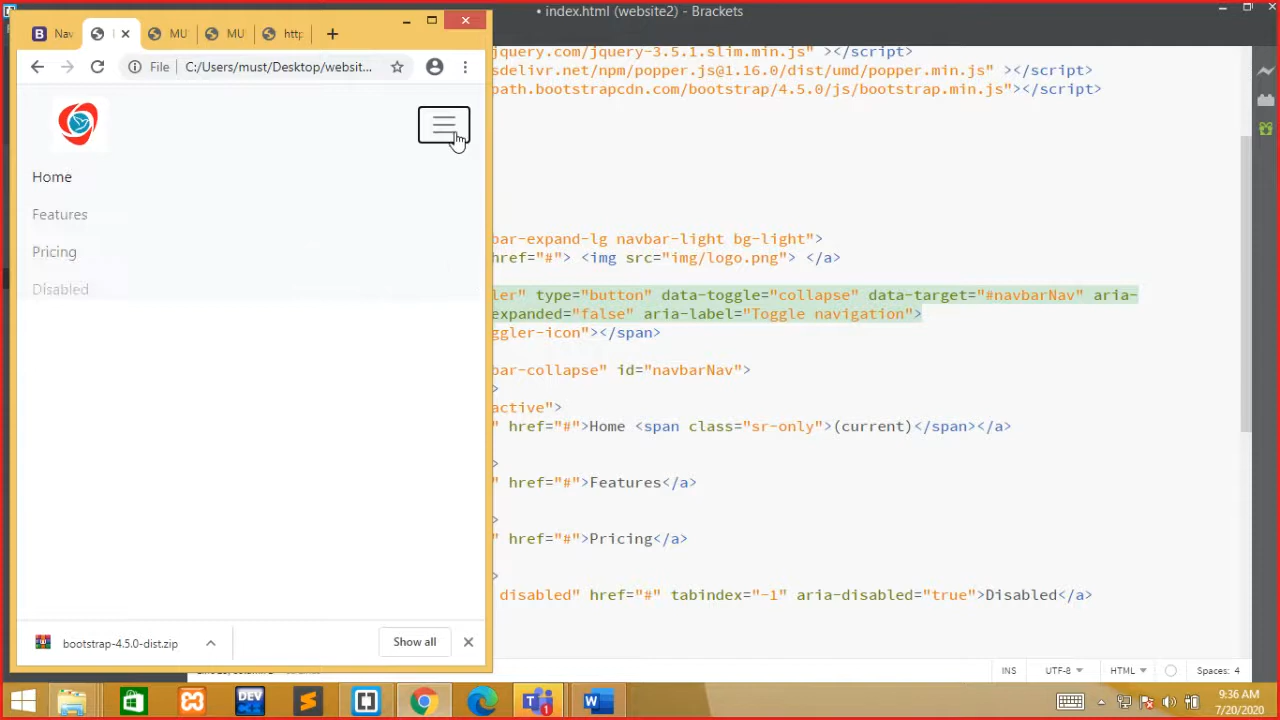 • index.html (website2) - Brackets
Nav
MU
MU
http
File C:/Users/must/Desktop/websit...
Home
Features
Pricing
Disabled
jquery.com/jquery-3.5.1.slim.min.js" ></script>
sdelivr.net/npm/popper.js@1.16.0/dist/umd/popper.min.js" ></script>
path.bootstrapcdn.com/bootstrap/4.5.0/js/bootstrap.min.js"></script>
bar-expand-lg navbar-light bg-light">
href="#"> <img src="img/logo.png"> </a>
ler" type="button" data-toggle="collapse" data-target="#navbarNav" aria-
expanded="false" aria-label="Toggle navigation">
ggler-icon"></span>
bar-collapse" id="navbarNav">
>
active">
" href="#">Home <span class="sr-only">(current)</span></a>
>
" href="#">Features</a>
>
" href="#">Pricing</a>
>
disabled" href="#" tabindex="-1" aria-disabled="true">Disabled</a>
bootstrap-4.5.0-dist.zip
Show all
INS UTF-8 HTML Spaces: 4
DEV
1
9:36 AM
7/20/2020